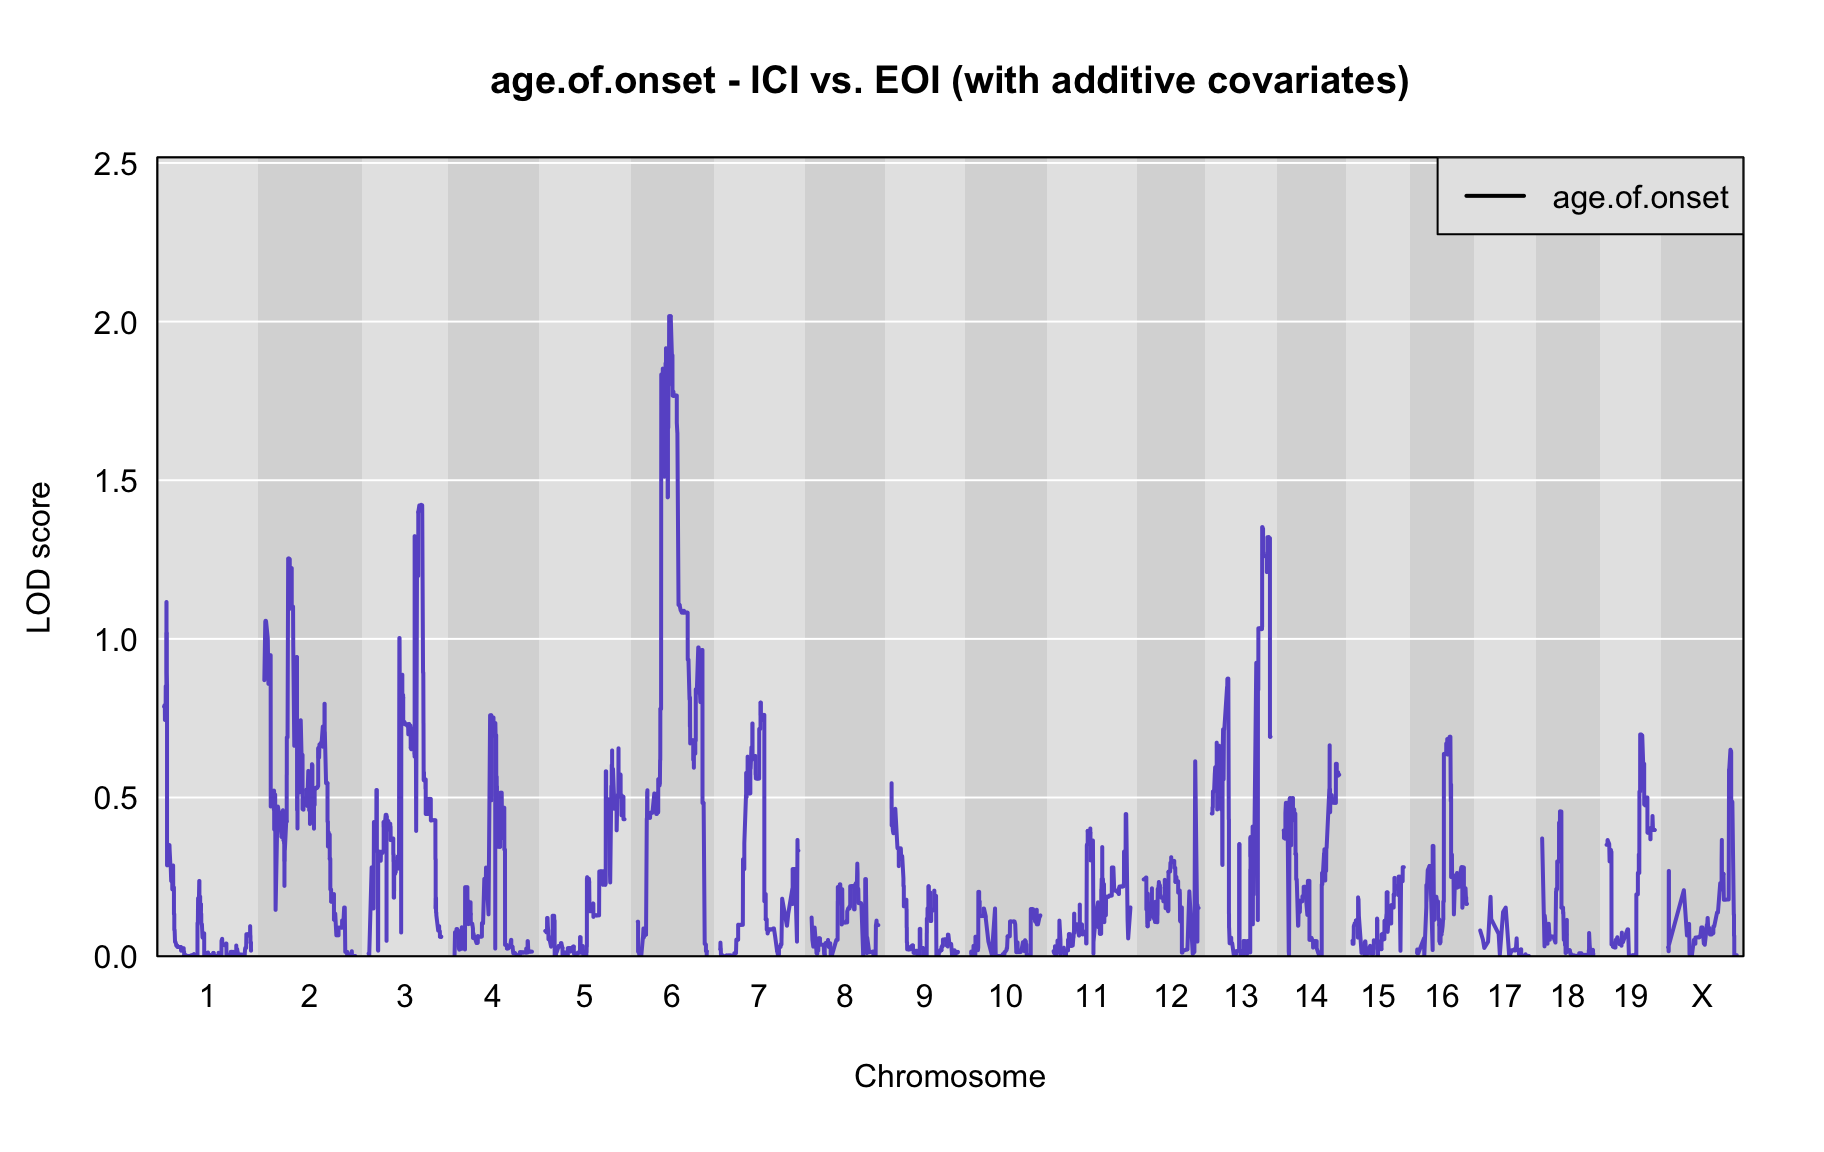 age.of.onset - ICI vs. EOI (with additive covariates)
age.of.onset
LOD score
2.5
2.0
1.5
1.0
0.5
0.0
1 2 3 4 5 6 7 8 9 10 11 12 13 14 15 16 17 18 19 X
Chromosome